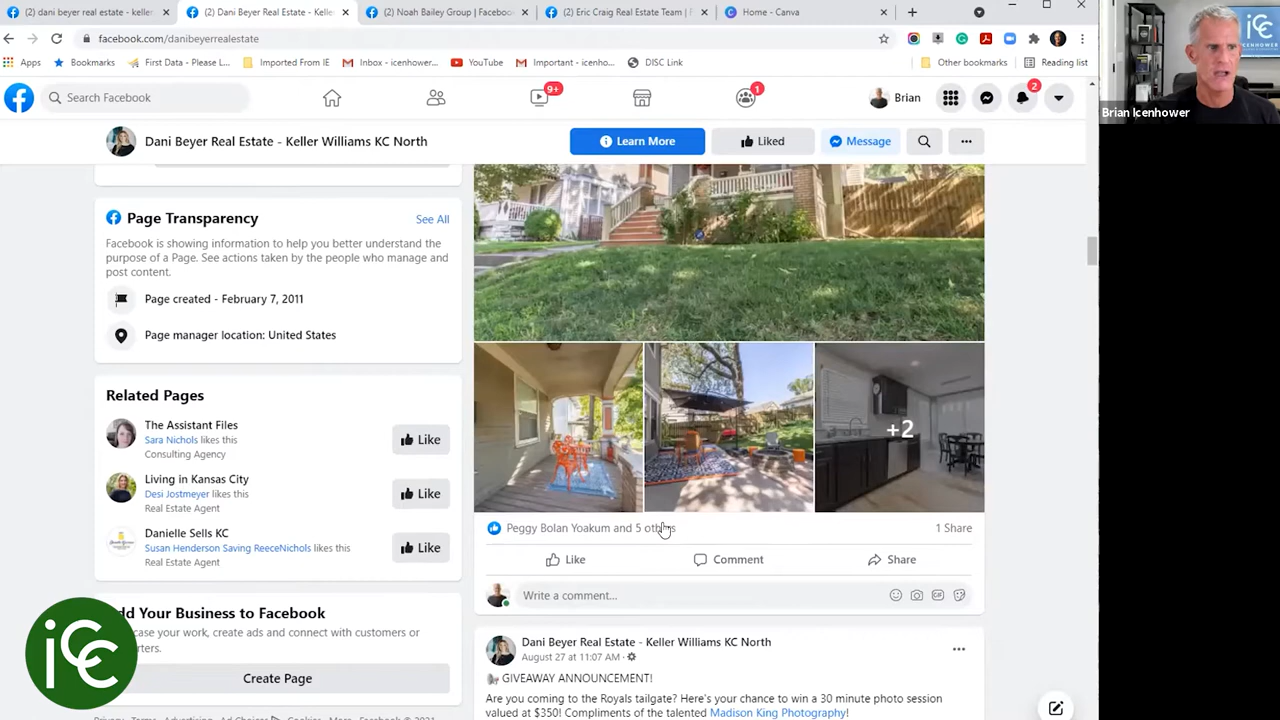 (2) dani beyer real estate - keller
(2) Dani Beyer Real Estate - Kelle
(2) Noah Bailey Group | Facebook
(2) Eric Craig Real Estate Team |
Home - Canva
facebook.com/danibeyerrealestate
Apps
Bookmarks
First Data - Please L...
Imported From IE
Inbox - icenhower...
YouTube
Important - icenho...
DISC Link
Other bookmarks
Reading list
Search Facebook
9+
1
Brian
2
Dani Beyer Real Estate - Keller Williams KC North
Learn More
Liked
Message
Brian Icenhower
iCC
Page Transparency
See All
Facebook is showing information to help you better understand the
purpose of a Page. See actions taken by the people who manage and
post content.
Page created - February 7, 2011
Page manager location: United States
Related Pages
The Assistant Files
Sara Nichols likes this
Consulting Agency
Like
Living in Kansas City
Desi Jostmeyer likes this
Real Estate Agent
Like
Danielle Sells KC
Susan Henderson Saving ReeceNichols likes this
Real Estate Agent
Like
dd Your Business to Facebook
case your work, create ads and connect with customers or
rters.
Create Page
iCC
+2
Peggy Bolan Yoakum and 5 others
1 Share
Like
Comment
Share
Write a comment...
Dani Beyer Real Estate - Keller Williams KC North
August 27 at 11:07 AM
GIVEAWAY ANNOUNCEMENT!
Are you coming to the Royals tailgate? Here's your chance to win a 30 minute photo session
valued at $350! Compliments of the talented Madison King Photography!